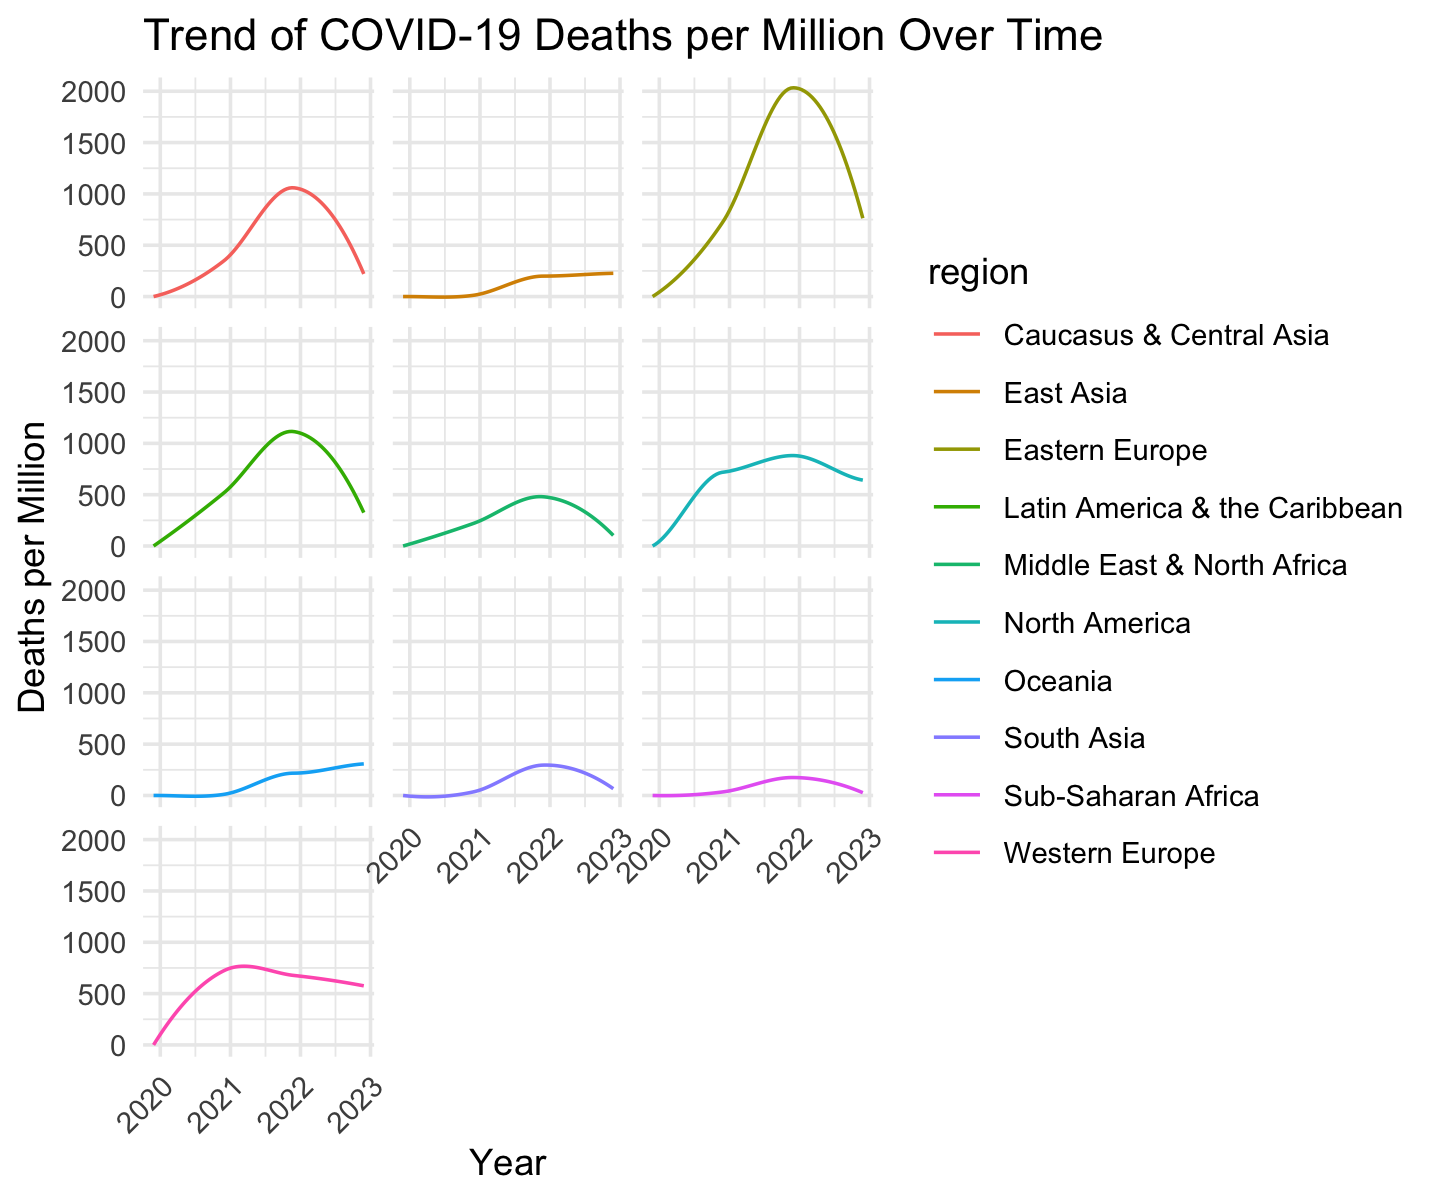 Trend of COVID-19 Deaths per Million Over Time
2000
1500
1000
500
0
2000
1500
1000
500
0
2000
1500
1000
500
0
2000
1500
1000
500
0
2020
2021
2022
2023
2020
2021
2022
2023
2020
2021
2022
2023
Deaths per Million
Year
region
Caucasus & Central Asia
East Asia
Eastern Europe
Latin America & the Caribbean
Middle East & North Africa
North America
Oceania
South Asia
Sub-Saharan Africa
Western Europe